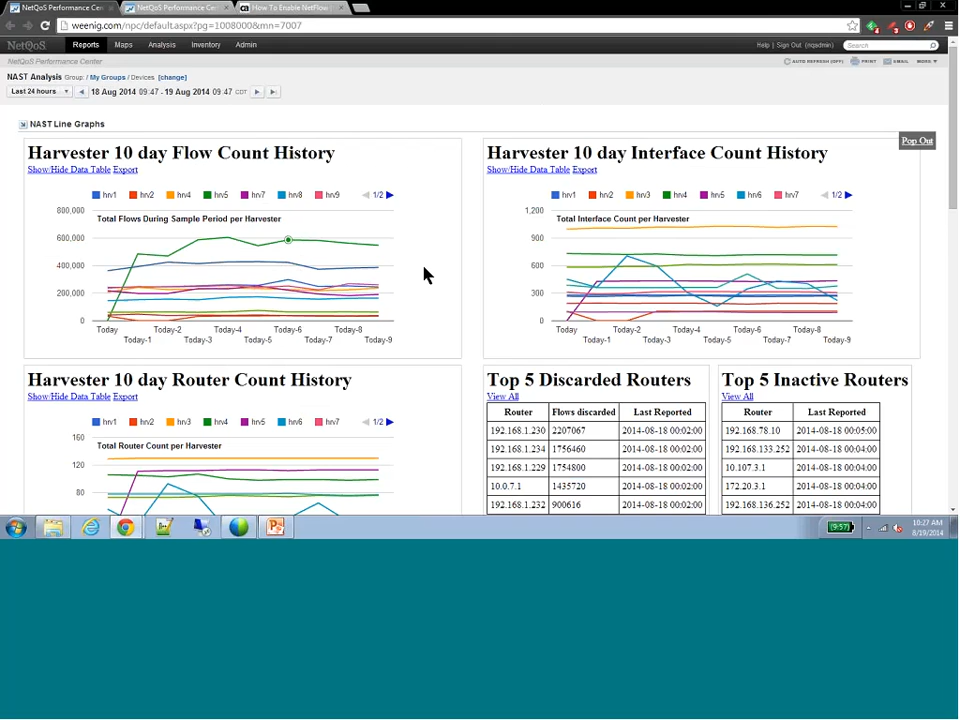 NetQoS Performance Cen
NetQoS Performance Cen
How To Enable NetFlow
weenig.com/npc/default.aspx?pg=1008000&mn=7007
NetQoS Reports Maps Analysis Inventory Admin Help | Sign Out (nqadmin) Search
NetQoS Performance Center AUTO REFRESH (OFF) PRINT EMAIL MORE
NAST Analysis Group: / My Groups / Devices [change]
Last 24 hours 18 Aug 2014 09:47 - 19 Aug 2014 09:47 CDT
NAST Line Graphs
Pop Out
Harvester 10 day Flow Count History
Show/Hide Data Table Export
hrv1 hrv2 hrv4 hrv5 hrv7 hrv8 hrv9 1/2
Total Flows During Sample Period per Harvester
800,000
600,000
400,000
200,000
0
Today Today-2 Today-4 Today-6 Today-8
Today-1 Today-3 Today-5 Today-7 Today-9
Harvester 10 day Interface Count History
Show/Hide Data Table Export
hrv1 hrv2 hrv3 hrv4 hrv5 hrv6 hrv7 1/2
Total Interface Count per Harvester
1,200
900
600
300
0
Today Today-2 Today-4 Today-6 Today-8
Today-1 Today-3 Today-5 Today-7 Today-9
Harvester 10 day Router Count History
Show/Hide Data Table Export
hrv1 hrv2 hrv3 hrv4 hrv5 hrv6 hrv7 1/2
Total Router Count per Harvester
160
120
80
Top 5 Discarded Routers
View All
Router Flows discarded Last Reported
192.168.1.230 2207067 2014-08-18 00:02:00
192.168.1.234 1756460 2014-08-18 00:02:00
192.168.1.229 1754800 2014-08-18 00:02:00
10.0.7.1 1435720 2014-08-18 00:02:00
192.168.1.232 900616 2014-08-18 00:02:00
Top 5 Inactive Routers
View All
Router Last Reported
192.168.78.10 2014-08-18 00:05:00
192.168.133.252 2014-08-18 00:04:00
10.107.3.1 2014-08-18 00:04:00
172.20.3.1 2014-08-18 00:04:00
192.168.136.252 2014-08-18 00:04:00
(9:57)
10:27 AM
8/19/2014